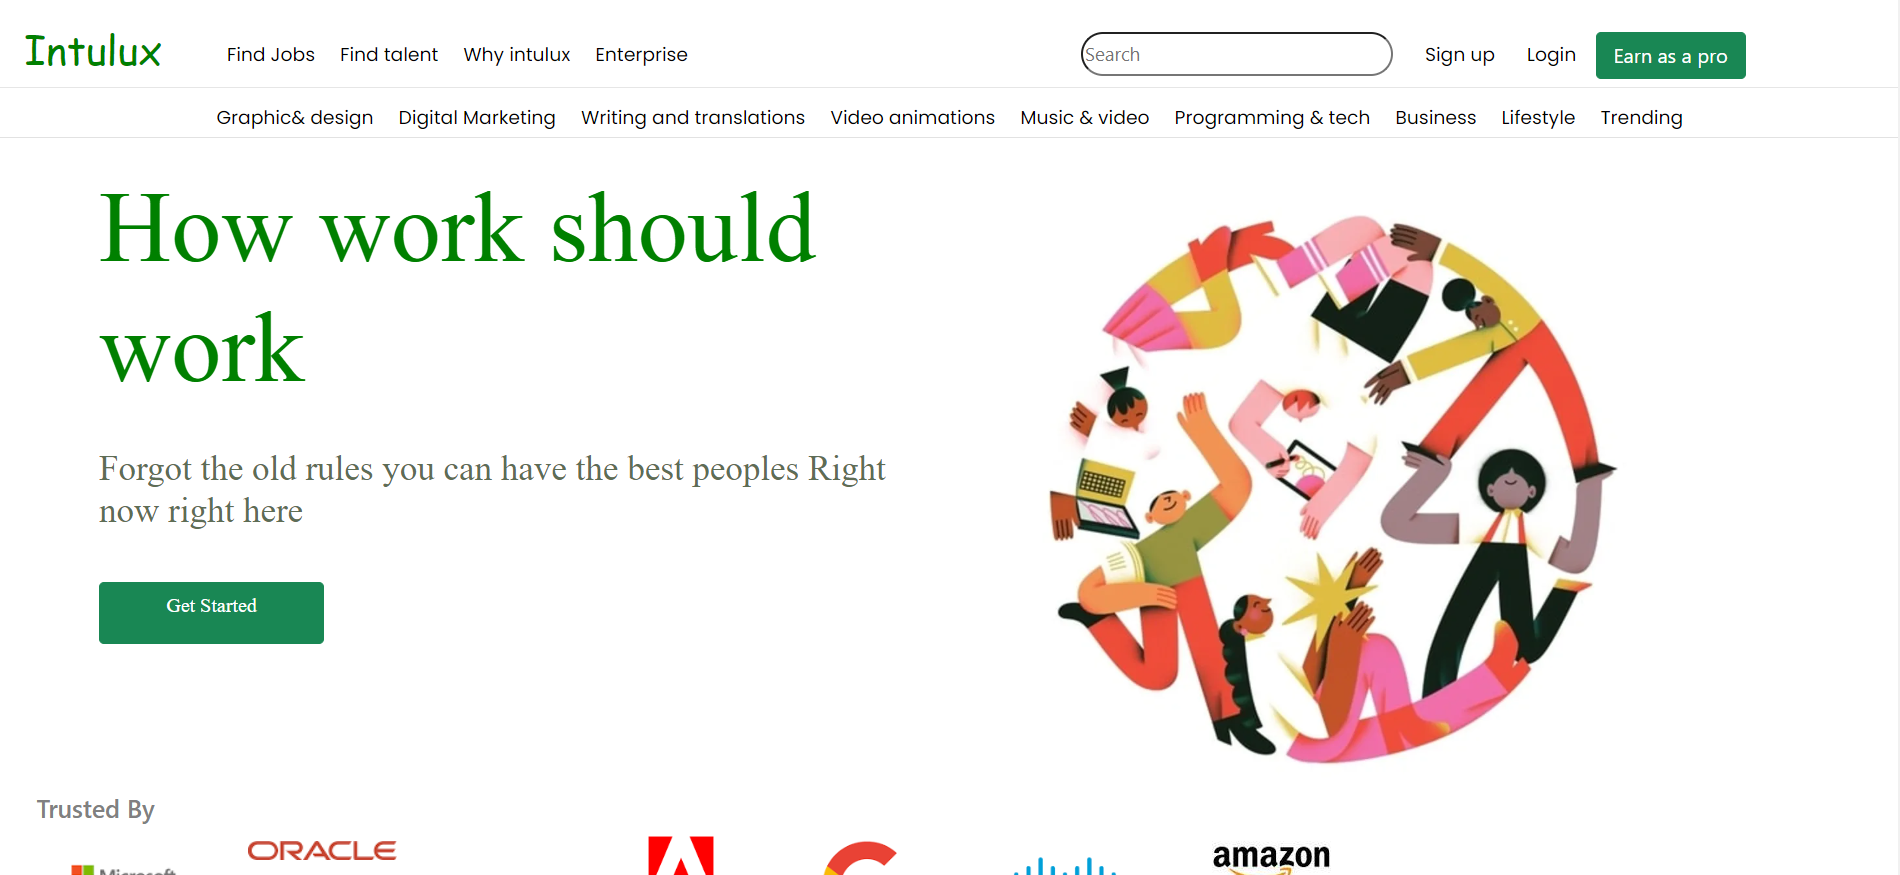 Intulux
Find Jobs Find talent Why intulux Enterprise
Search
Sign up Login Earn as a pro
Graphic& design Digital Marketing Writing and translations Video animations Music & video Programming & tech Business Lifestyle Trending
How work should
work
Forgot the old rules you can have the best peoples Right
now right here
Get Started
Trusted By
ORACLE
Microsoft
amazon